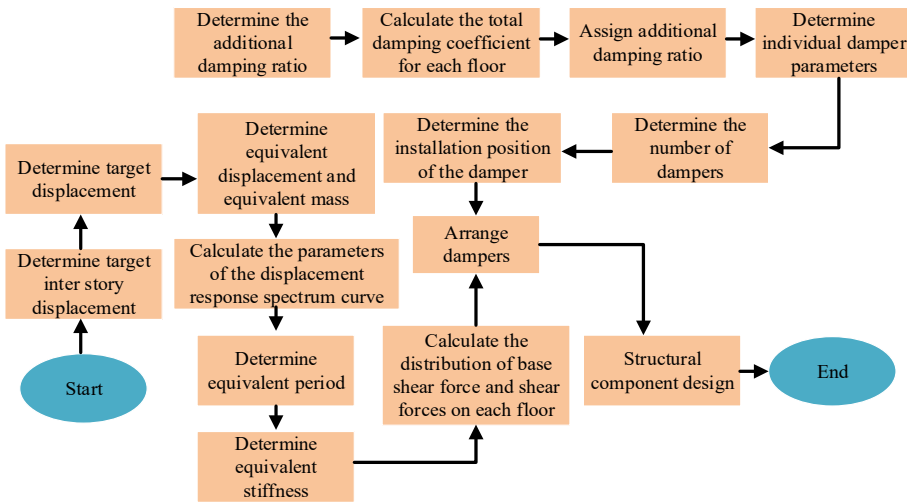 Determine the
additional
damping ratio
Calculate the total
damping coefficient
for each floor
Assign additional
damping ratio
Determine
individual damper
parameters
Determine the
number of
dampers
Determine the
installation position
of the damper
Determine
equivalent
displacement and
equivalent mass
Determine target
displacement
Determine target
inter story
displacement
Start
Calculate the parameters
of the displacement
response spectrum curve
Determine
equivalent period
Determine
equivalent
stiffness
Arrange
dampers
Calculate the
distribution of base
shear force and shear
forces on each floor
Structural
component design
End